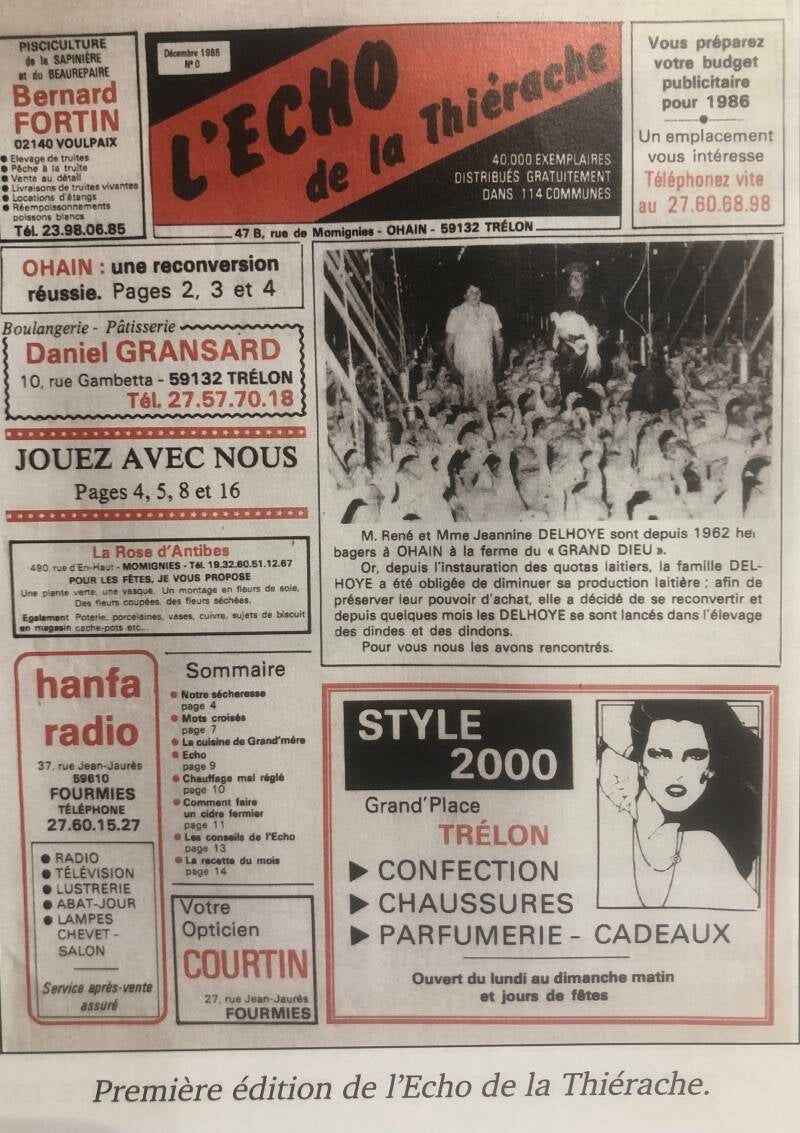 PISCICULTURE
de la SAPINIÈRE
et du BEAUREPAIRE
Bernard
FORTIN
02140 VOULPAIX
● Elevage de truites
● Pêche à la truite
● Vente au détail
● Livraisons de truites vivantes
● Locations d'étangs
● Réempoissonnements
poissons blancs
Tél. 23.98.06.85
Décembre 1985
N° 0
L'ECHO
de la Thiérache
40.000 EXEMPLAIRES
DISTRIBUÉS GRATUITEMENT
DANS 114 COMMUNES
47 B, rue de Momignies - OHAIN - 59132 TRÉLON
Vous préparez
votre budget
publicitaire
pour 1986
Un emplacement
vous intéresse
Téléphonez vite
au 27.60.68.98
OHAIN : une reconversion
réussie. Pages 2, 3 et 4
Boulangerie - Pâtisserie
Daniel GRANSARD
10, rue Gambetta - 59132 TRÉLON
Tél. 27.57.70.18
JOUEZ AVEC NOUS
Pages 4, 5, 8 et 16
La Rose d'Antibes
490, rue d'En-Haut - MOMIGNIES - Tél. 19.32.60.51.12.67
POUR LES FÊTES, JE VOUS PROPOSE
Une plante verte, une vasque. Un montage en fleurs de soie,
Des fleurs coupées, des fleurs séchées.
Egalement Poterie, porcelaines, vases, cuivre, sujets de biscuit
en magasin cache-pots etc...
M. René et Mme Jeannine DELHOYE sont depuis 1962 her
bagers à OHAIN à la ferme du « GRAND DIEU ».
Or, depuis l'instauration des quotas laitiers, la famille DEL-
HOYE a été obligée de diminuer sa production laitière ; afin de
préserver leur pouvoir d'achat, elle a décidé de se reconvertir et
depuis quelques mois les DELHOYE se sont lancés dans l'élevage
des dindes et des dindons.
Pour vous nous les avons rencontrés.
hanfa
radio
37, rue Jean-Jaurès
59610
FOURMIES
TÉLÉPHONE
27.60.15.27
● RADIO
● TÉLÉVISION
● LUSTRERIE
● ABAT-JOUR
● LAMPES
CHEVET -
SALON
Service après-vente
assuré
Sommaire
● Notre sécheresse
page 4
● Mots croisés
page 7
● La cuisine de Grand'mère
● Echo
page 9
● Chauffage mal réglé
page 10
● Comment faire
un cidre fermier
page 11
● Les conseils de l'Echo
page 13
● La recette du mois
page 14
Votre
Opticien
COURTIN
27, rue Jean-Jaurès
FOURMIES
STYLE
2000
Grand'Place
TRÉLON
▶ CONFECTION
▶ CHAUSSURES
▶ PARFUMERIE - CADEAUX
Ouvert du lundi au dimanche matin
et jours de fêtes
Première édition de l'Echo de la Thiérache.